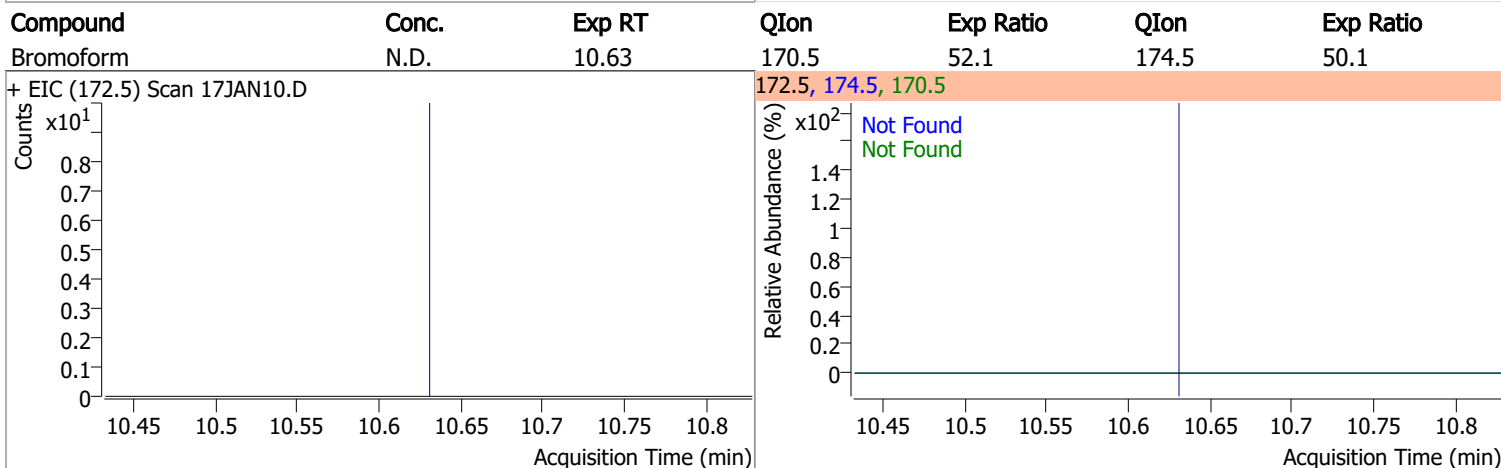 Compound Conc. Exp RT QIon Exp Ratio QIon Exp Ratio
Bromoform N.D. 10.63 170.5 52.1 174.5 50.1
+ EIC (172.5) Scan 17JAN10.D
Counts
x10¹
0.8
0.7
0.6
0.5
0.4
0.3
0.2
0.1
0
10.45 10.5 10.55 10.6 10.65 10.7 10.75 10.8
Acquisition Time (min)
172.5, 174.5, 170.5
Relative Abundance (%)
x10²
Not Found
Not Found
1.4
1.2
1
0.8
0.6
0.4
0.2
0
10.45 10.5 10.55 10.6 10.65 10.7 10.75 10.8
Acquisition Time (min)